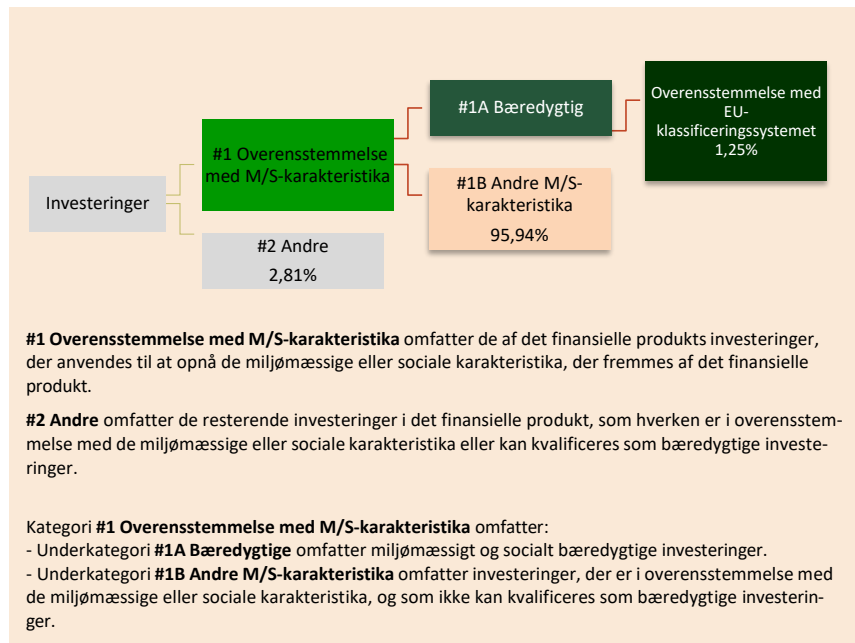 Investeringer
#1 Overensstemmelse
med M/S-karakteristika
#2 Andre
2,81%
#1A Bæredygtig
#1B Andre M/S-
karakteristika
95,94%
Overensstemmelse med
EU-
klassificeringssystemet
1,25%
#1 Overensstemmelse med M/S-karakteristika omfatter de af det finansielle produkts investeringer,
der anvendes til at opnå de miljømæssige eller sociale karakteristika, der fremmes af det finansielle
produkt.
#2 Andre omfatter de resterende investeringer i det finansielle produkt, som hverken er i overensstem-
melse med de miljømæssige eller sociale karakteristika eller kan kvalificeres som bæredygtige investe-
ringer.
Kategori #1 Overensstemmelse med M/S-karakteristika omfatter:
- Underkategori #1A Bæredygtige omfatter miljømæssigt og socialt bæredygtige investeringer.
- Underkategori #1B Andre M/S-karakteristika omfatter investeringer, der er i overensstemmelse med
de miljømæssige eller sociale karakteristika, og som ikke kan kvalificeres som bæredygtige investerin-
ger.